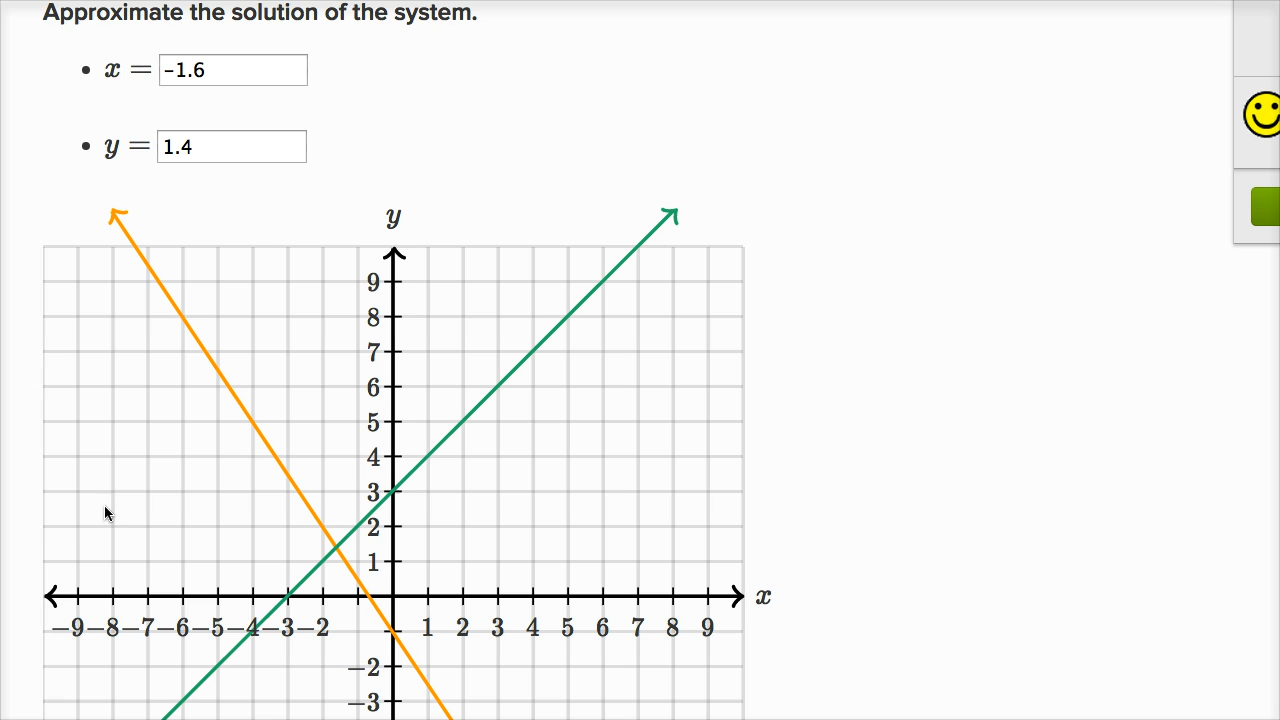 Approximate the solution of the system.
• x = -1.6
• y = 1.4
y
9
8
7
6
5
4
3
2
1
x
−9 −8 −7 −6 −5 −4 −3 −2 1 2 3 4 5 6 7 8 9
−2
−3